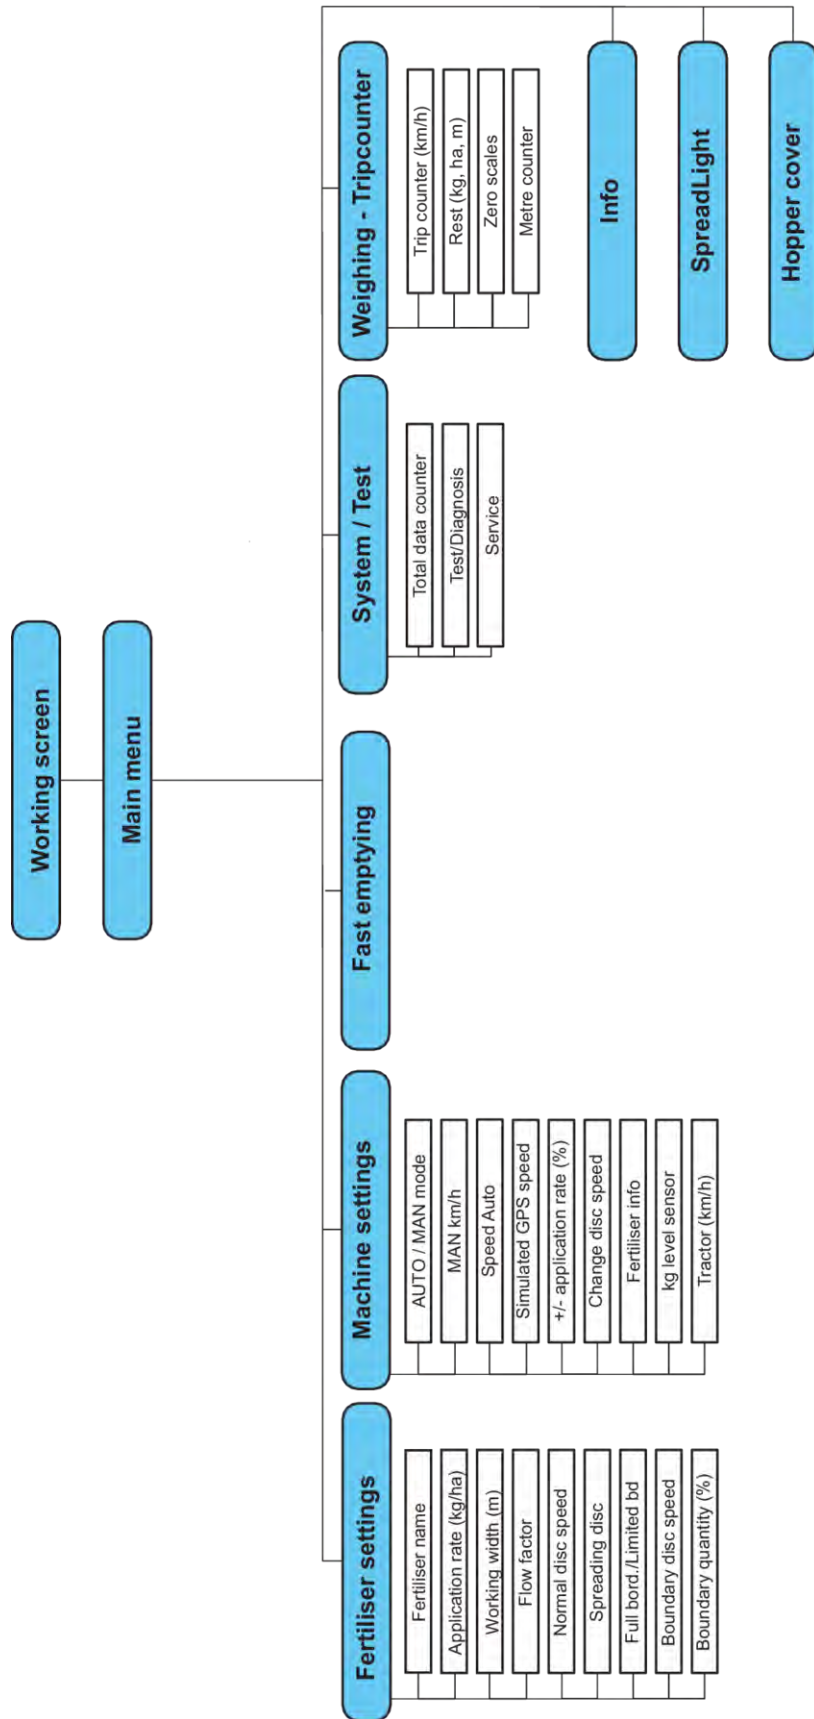 Working screen
Main menu
Fertiliser settings
Fertiliser name
Application rate (kg/ha)
Working width (m)
Flow factor
Normal disc speed
Spreading disc
Full bord./Limited bd
Boundary disc speed
Boundary quantity (%)
Machine settings
AUTO / MAN mode
MAN km/h
Speed Auto
Simulated GPS speed
+/- application rate (%)
Change disc speed
Fertiliser info
kg level sensor
Tractor (km/h)
Fast emptying
System / Test
Total data counter
Test/Diagnosis
Service
Weighing - Tripcounter
Trip counter (km/h)
Rest (kg, ha, m)
Zero scales
Metre counter
Info
SpreadLight
Hopper cover